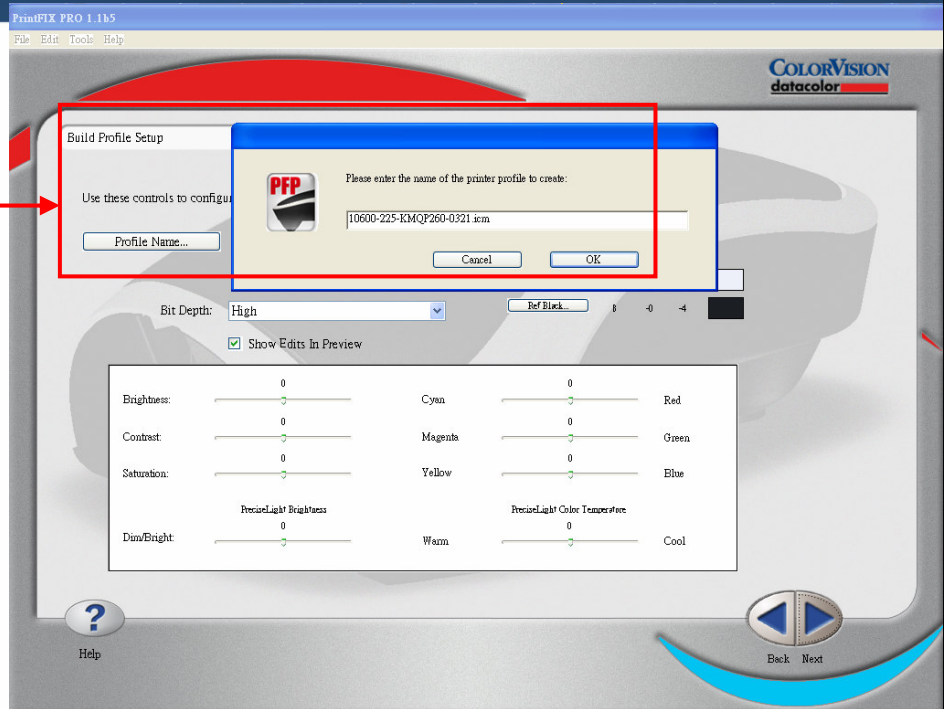 PrintFIX PRO 1.1b5
File Edit Tools Help
COLORVISION
datacolor
Build Profile Setup
Use these controls to configu
Profile Name...
PFP
Please enter the name of the printer profile to create:
10600-225-KMQP260-0321.icm
Cancel OK
Bit Depth: High
Ref Black... B -0 -4
Show Edits In Preview
0 0
Brightness: Cyan Red
0 0
Contrast: Magenta Green
0 0
Saturation: Yellow Blue
PreciseLight Brightness PreciseLight Color Temperature
0 0
Dim/Bright: Warm Cool
?
Help
Back Next